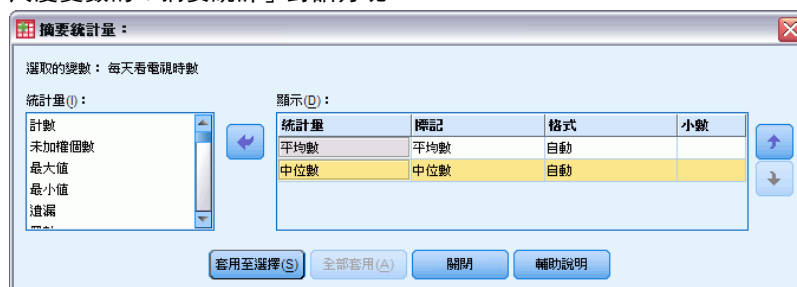 摘要統計量：
選取的變數：每天看電視時數
統計量(I)：
顯示(D)：
計數
未加權個數
最大值
最小值
遺漏
統計量 標記 格式 小數
平均數 平均數 自動
中位數 中位數 自動
套用至選擇(S) 全部套用(A) 關閉 輔助說明